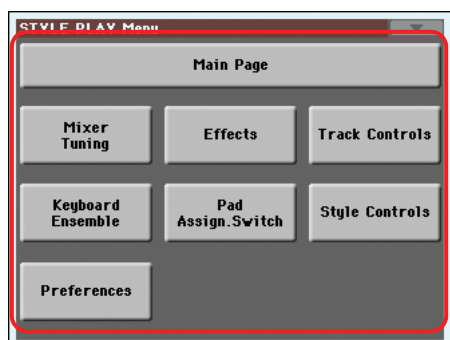 STYLE PLAY Menu
Main Page
Mixer
Tuning
Effects
Track Controls
Keyboard
Ensemble
Pad
Assign.Switch
Style Controls
Preferences